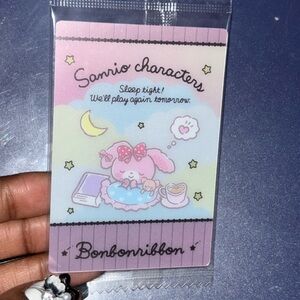 Sanrio characters
Sleep tight!
We'll play again tomorrow.
Bonbonribbon